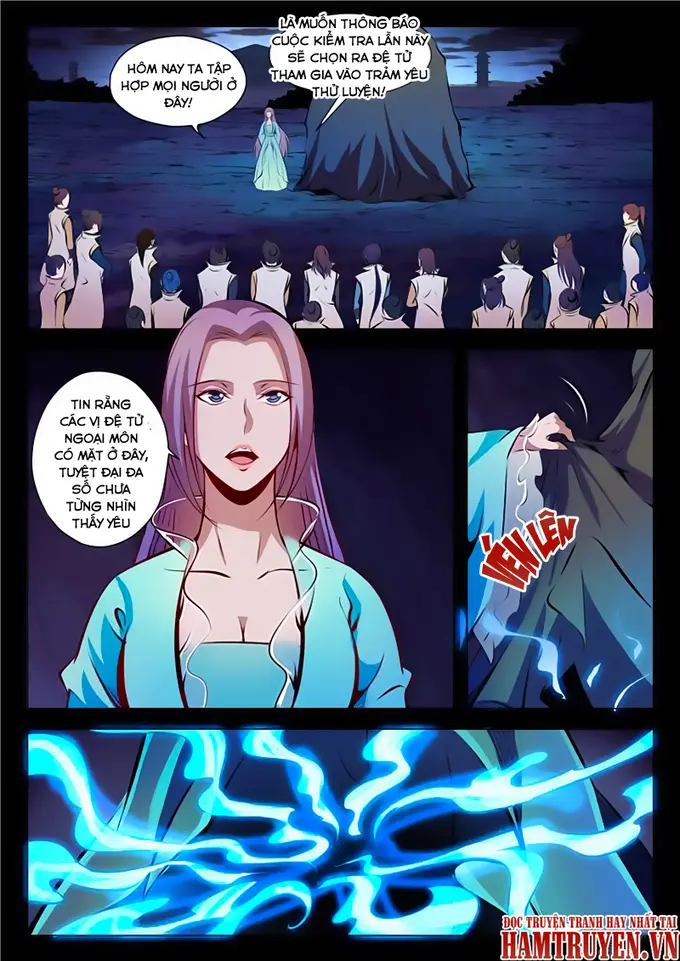 HÔM NAY TA TẬP
HỢP MỌI NGƯỜI Ở
ĐÂY!
LÀ MUỐN THÔNG BÁO
CUỘC KIỂM TRA LẦN NÀY
SẼ CHỌN RA ĐỆ TỬ
THAM GIA VÀO TRẢM YÊU
THỬ LUYỆN!
TIN RẰNG
CÁC VỊ ĐỆ TỬ
NGOẠI MÔN
CÓ MẶT Ở ĐÂY,
TUYỆT ĐẠI ĐA
SỐ CHƯA
TỪNG NHÌN
THẤY YÊU
VÉN LÊN
ĐỌC TRUYỆN TRANH HAY NHẤT TẠI
HAMTRUYEN.VN